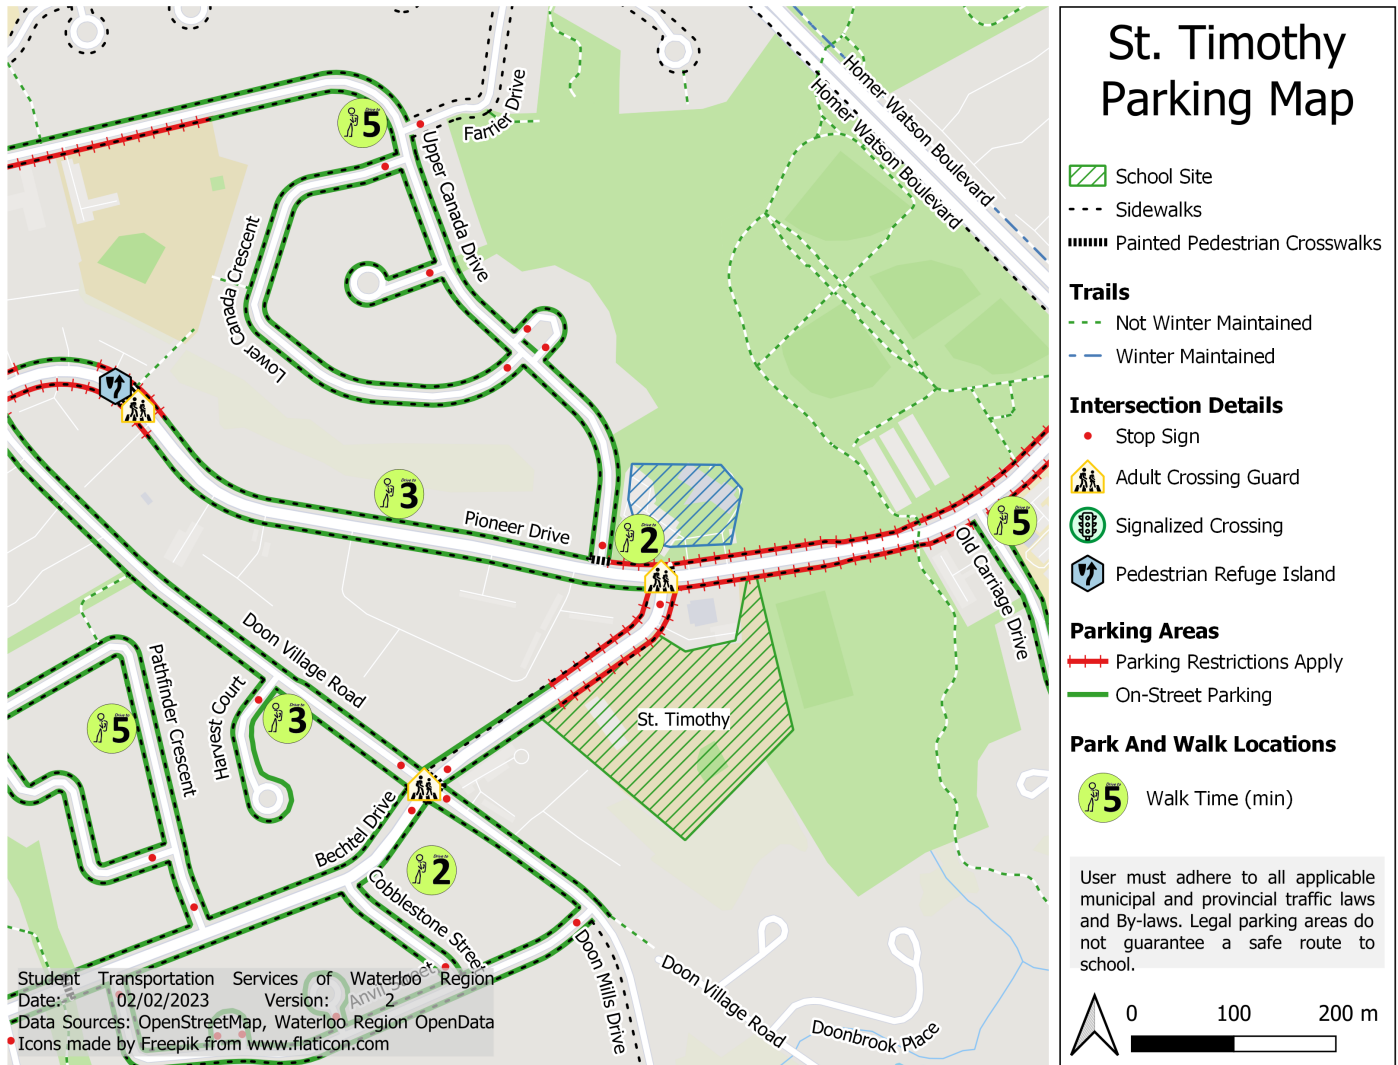 St. Timothy
Parking Map
School Site
Sidewalks
Painted Pedestrian Crosswalks
Trails
Not Winter Maintained
Winter Maintained
Intersection Details
Stop Sign
Adult Crossing Guard
Signalized Crossing
Pedestrian Refuge Island
Parking Areas
Parking Restrictions Apply
On-Street Parking
Park And Walk Locations
5
Walk Time (min)
User must adhere to all applicable
municipal and provincial traffic laws
and By-laws. Legal parking areas do
not guarantee a safe route to
school.
0 100 200 m
Homer Watson Boulevard
Homer Watson Boulevard
Farrier Drive
5
Upper Canada Drive
Lower Canada Crescent
3
Pioneer Drive
2
5
Old Carriage Drive
Doon Village Road
Pathfinder Crescent
Harvest Court
3
5
St. Timothy
Bechtel Drive
2
Cobblestone Street
Doon Mills Drive
Doon Village Road
Doonbrook Place
Anvil Street
Student Transportation Services of Waterloo Region
Date: 02/02/2023 Version: 2
Data Sources: OpenStreetMap, Waterloo Region OpenData
Icons made by Freepik from www.flaticon.com